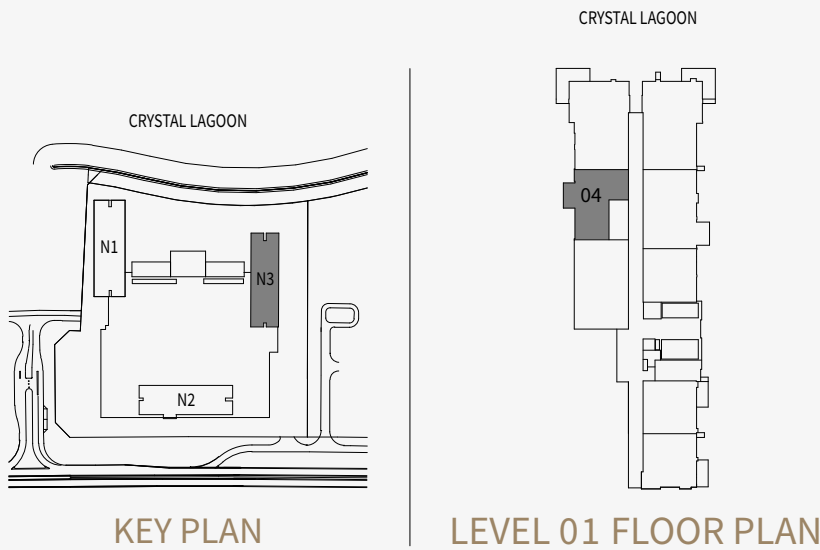 CRYSTAL LAGOON
N1
N3
N2
KEY PLAN
CRYSTAL LAGOON
04
LEVEL 01 FLOOR PLAN